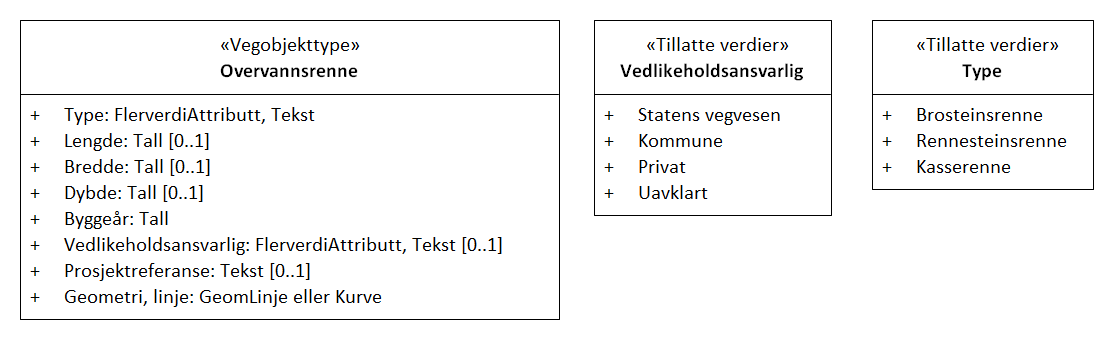 «Vegobjekttype»
Overvannsrenne
+ Type: FlerverdiAttributt, Tekst
+ Lengde: Tall [0..1]
+ Bredde: Tall [0..1]
+ Dybde: Tall [0..1]
+ Byggeår: Tall
+ Vedlikeholdsansvarlig: FlerverdiAttributt, Tekst [0..1]
+ Prosjektreferanse: Tekst [0..1]
+ Geometri, linje: GeomLinje eller Kurve
«Tillatte verdier»
Vedlikeholdsansvarlig
+ Statens vegvesen
+ Kommune
+ Privat
+ Uavklart
«Tillatte verdier»
Type
+ Brosteinsrenne
+ Rennesteinsrenne
+ Kasserenne